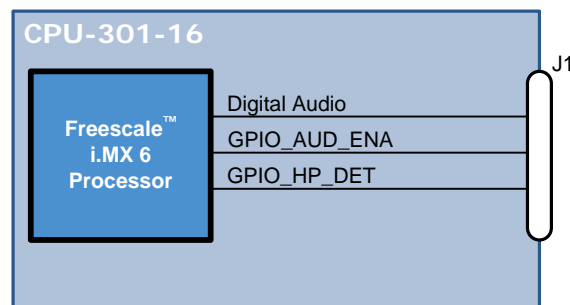 CPU-301-16
J1
Freescale™
i.MX 6
Processor
Digital Audio
GPIO_AUD_ENA
GPIO_HP_DET